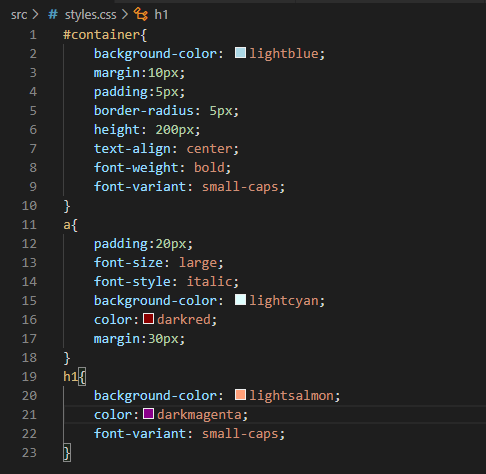 src > # styles.css > h1
1 #container{
2 background-color: lightblue;
3 margin:10px;
4 padding:5px;
5 border-radius: 5px;
6 height: 200px;
7 text-align: center;
8 font-weight: bold;
9 font-variant: small-caps;
10 }
11 a{
12 padding:20px;
13 font-size: large;
14 font-style: italic;
15 background-color: lightcyan;
16 color:darkred;
17 margin:30px;
18 }
19 h1{
20 background-color: lightsalmon;
21 color:darkmagenta;
22 font-variant: small-caps;
23 }